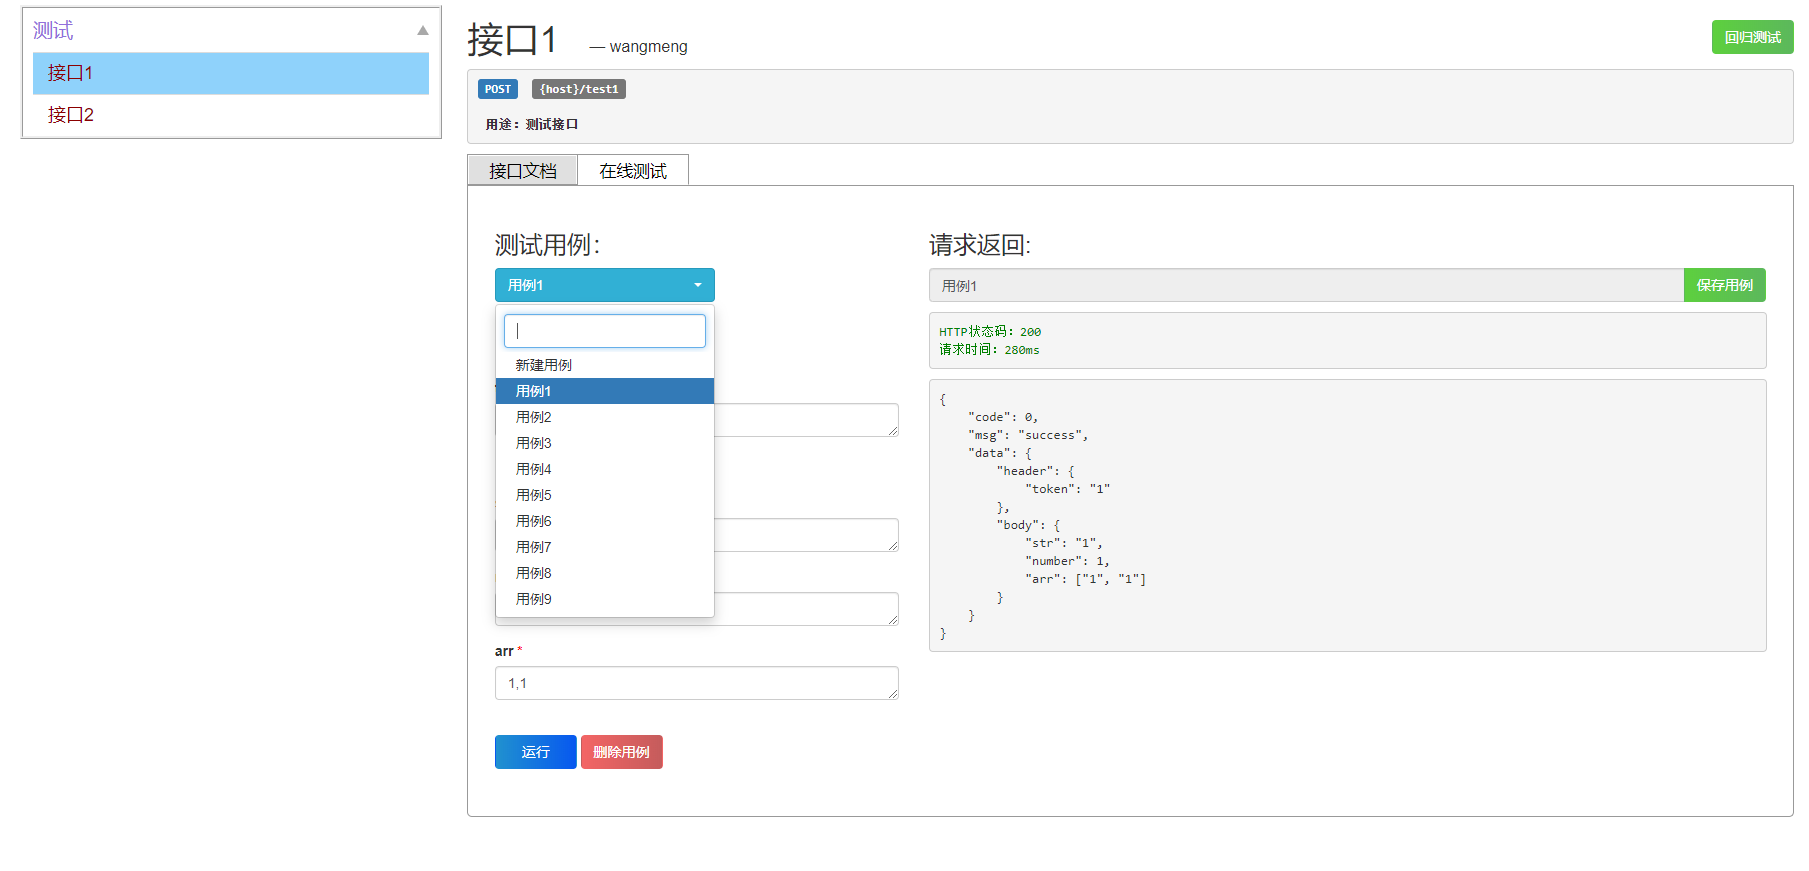 测试
接口1
接口2
接口1 — wangmeng
回归测试
POST {host}/test1
用途：测试接口
接口文档 在线测试
测试用例：
用例1
新建用例
用例1
用例2
用例3
用例4
用例5
用例6
用例7
用例8
用例9
arr *
1,1
运行 删除用例
请求返回:
用例1 保存用例
HTTP状态码：200
请求时间：280ms
{
"code": 0,
"msg": "success",
"data": {
"header": {
"token": "1"
},
"body": {
"str": "1",
"number": 1,
"arr": ["1", "1"]
}
}
}